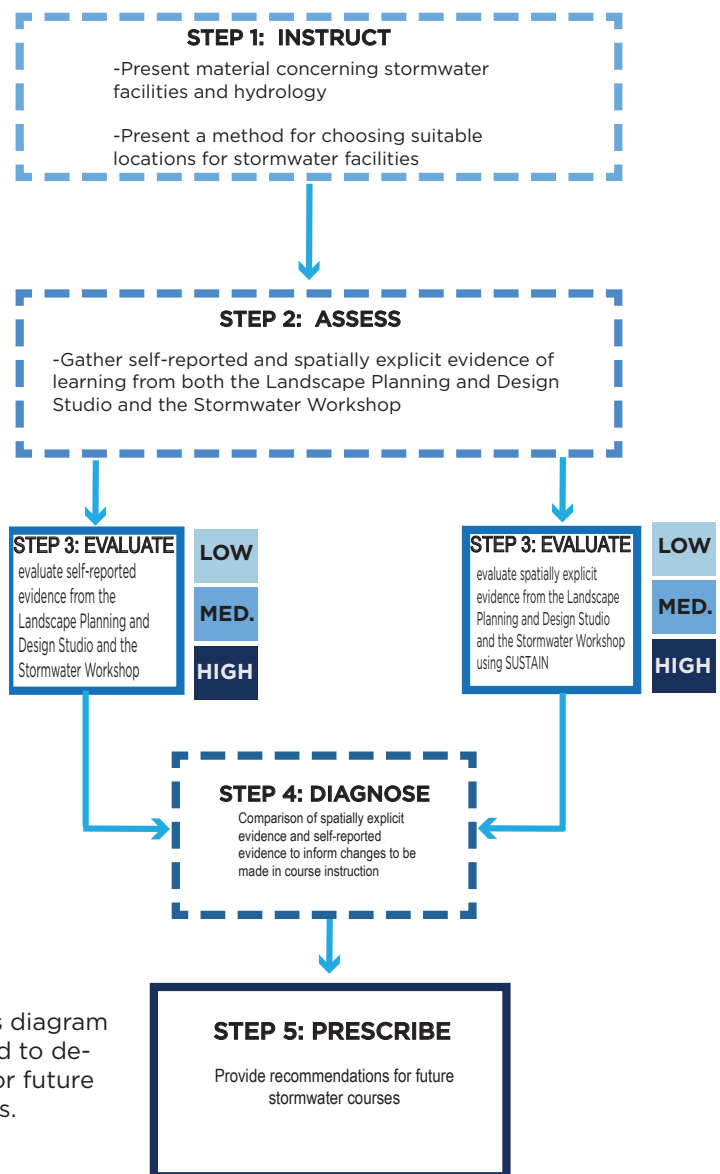 STEP 1: INSTRUCT
-Present material concerning stormwater
facilities and hydrology
-Present a method for choosing suitable
locations for stormwater facilities
STEP 2: ASSESS
-Gather self-reported and spatially explicit evidence of
learning from both the Landscape Planning and Design
Studio and the Stormwater Workshop
STEP 3: EVALUATE
evaluate self-reported
evidence from the
Landscape Planning and
Design Studio and the
Stormwater Workshop
LOW
MED.
HIGH
STEP 3: EVALUATE
evaluate spatially explicit
evidence from the Landscape
Planning and Design Studio
and the Stormwater Workshop
using SUSTAIN
LOW
MED.
HIGH
STEP 4: DIAGNOSE
Comparison of spatially explicit
evidence and self-reported
evidence to inform changes to be
made in course instruction
s diagram
d to de-
or future
s.
STEP 5: PRESCRIBE
Provide recommendations for future
stormwater courses